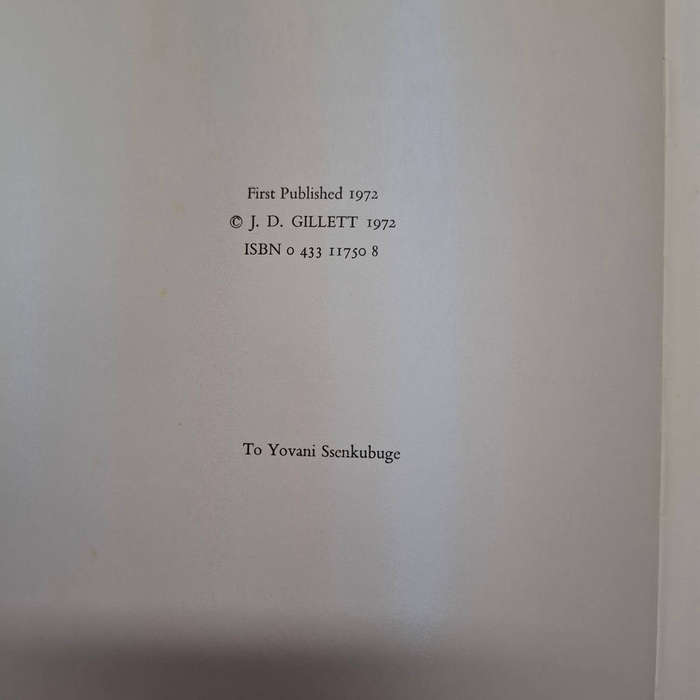 First Published 1972
© J. D. GILLETT 1972
ISBN 0 433 11750 8
To Yovani Ssenkubuge